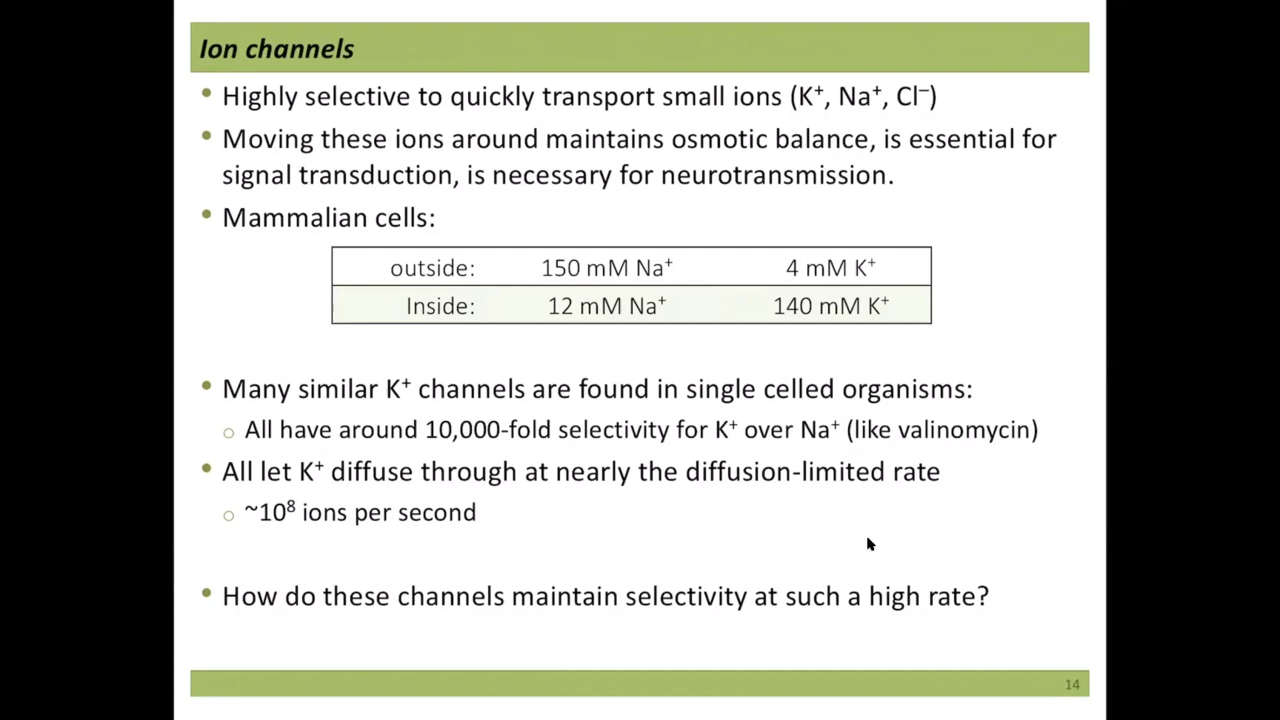 Ion channels
• Highly selective to quickly transport small ions (K⁺, Na⁺, Cl⁻)
• Moving these ions around maintains osmotic balance, is essential for
signal transduction, is necessary for neurotransmission.
• Mammalian cells:
outside: 150 mM Na⁺ 4 mM K⁺
Inside: 12 mM Na⁺ 140 mM K⁺
• Many similar K⁺ channels are found in single celled organisms:
○ All have around 10,000-fold selectivity for K⁺ over Na⁺ (like valinomycin)
• All let K⁺ diffuse through at nearly the diffusion-limited rate
○ ~10⁸ ions per second
• How do these channels maintain selectivity at such a high rate?
14